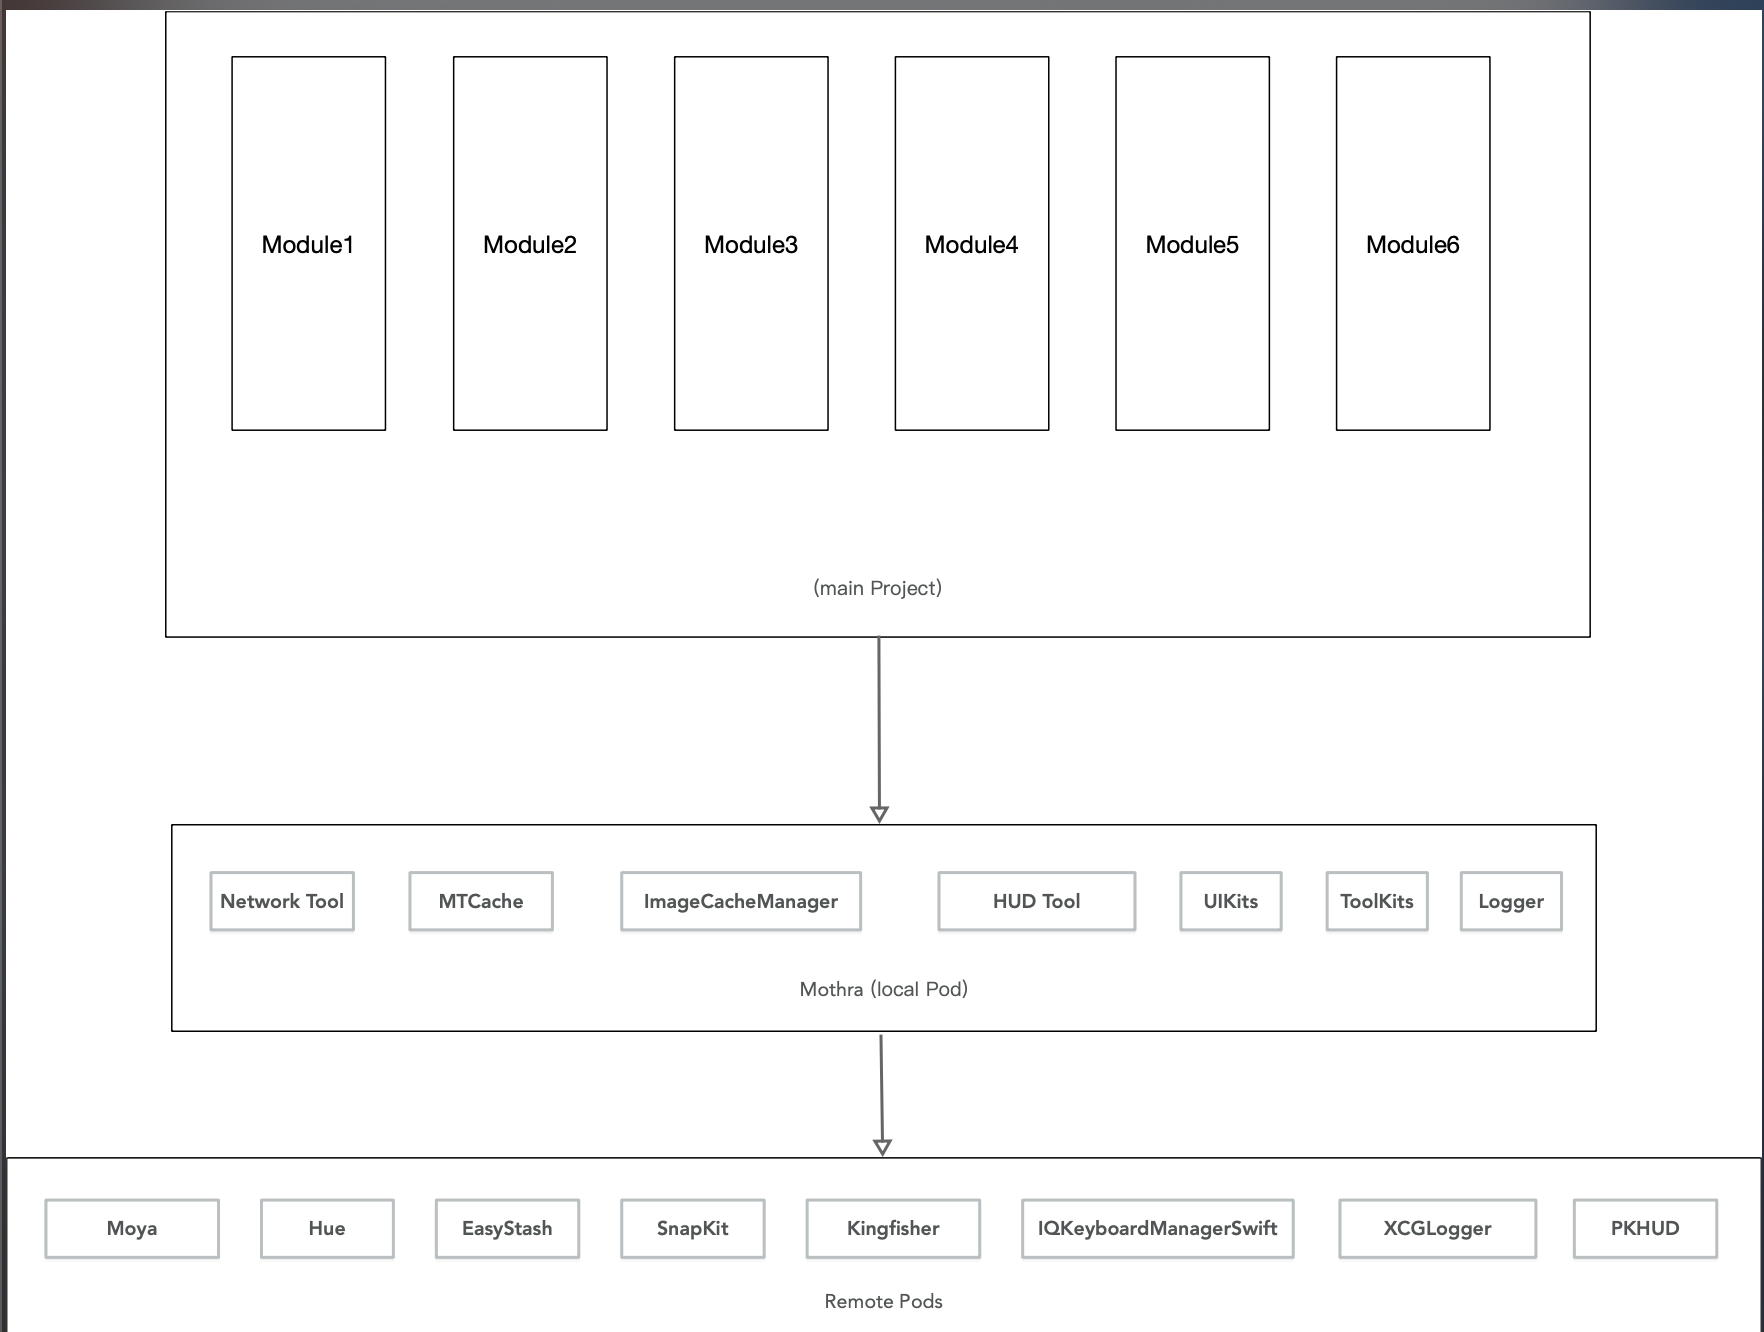 Module1
Module2
Module3
Module4
Module5
Module6
(main Project)
Network Tool
MTCache
ImageCacheManager
HUD Tool
UIKits
ToolKits
Logger
Mothra (local Pod)
Moya
Hue
EasyStash
SnapKit
Kingfisher
IQKeyboardManagerSwift
XCGLogger
PKHUD
Remote Pods